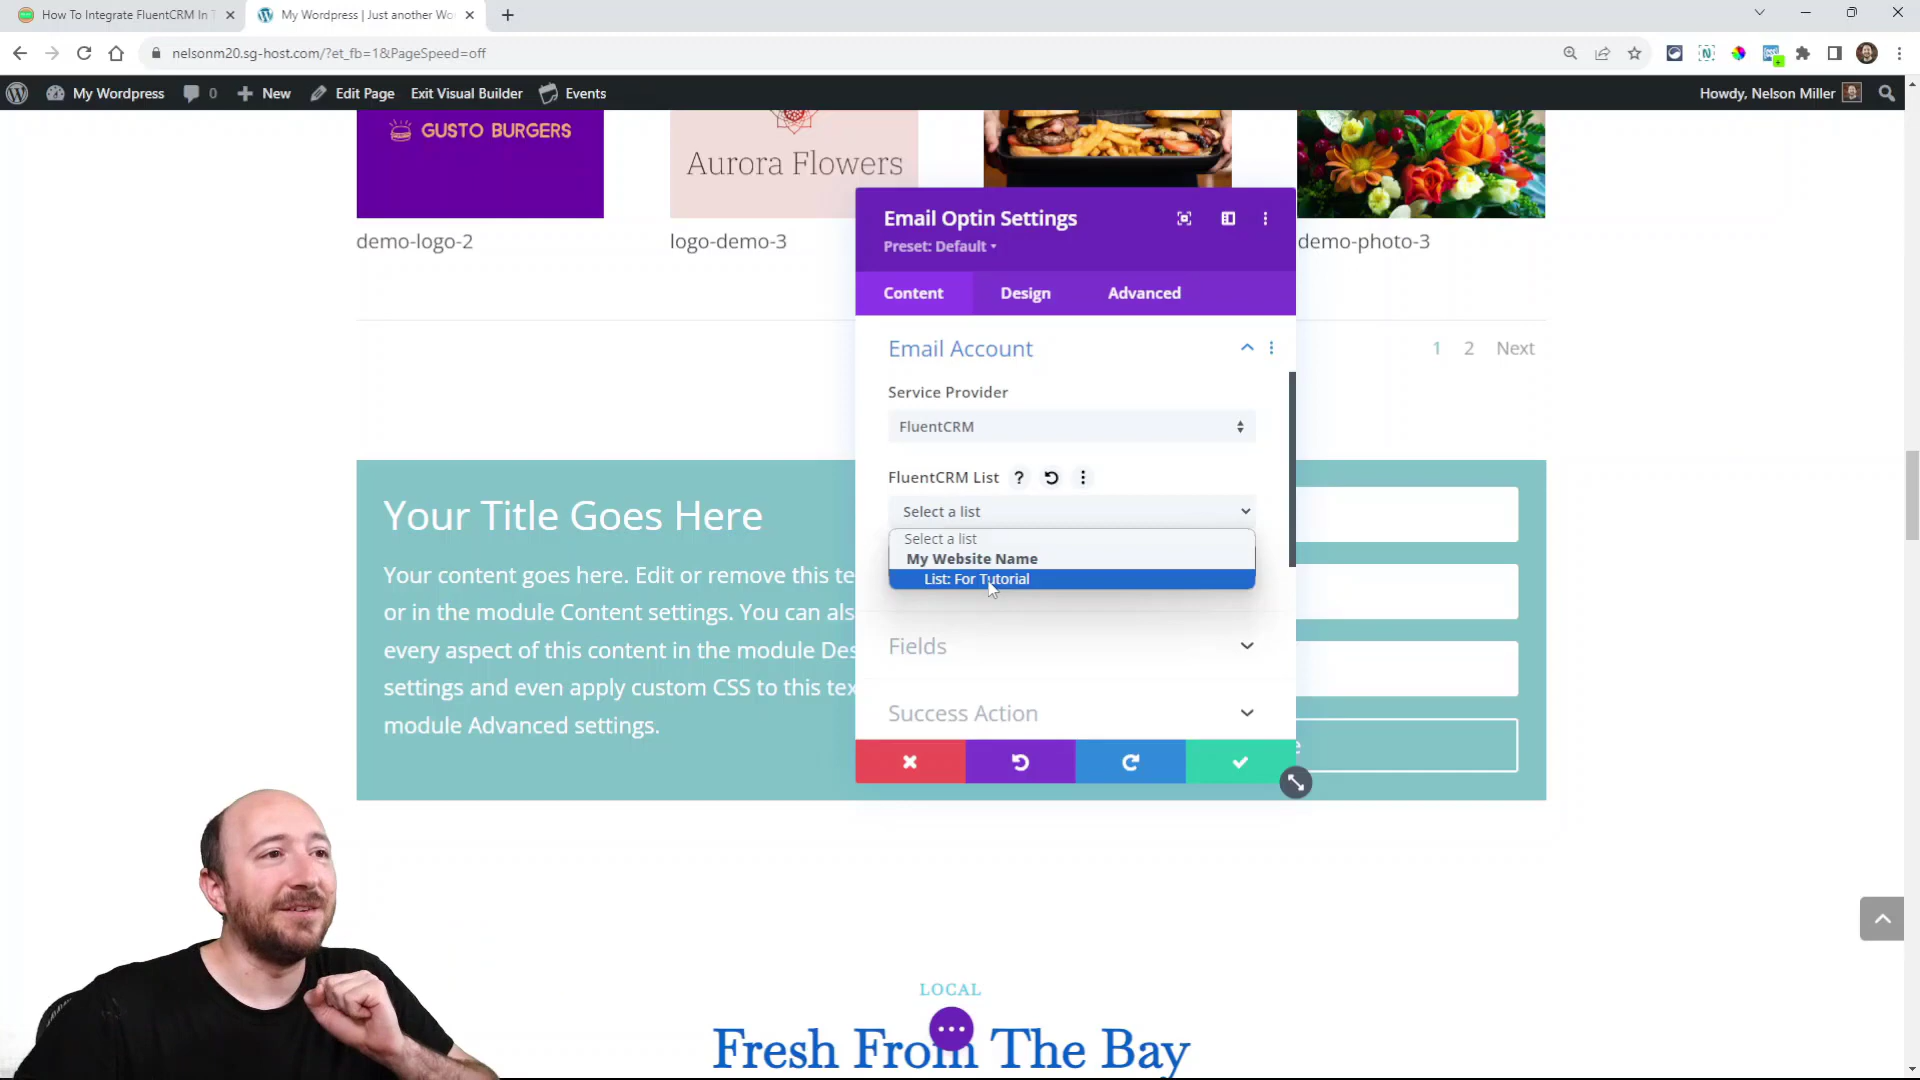 How To Integrate FluentCRM In T
My Wordpress | Just another Wo
nelsonm20.sg-host.com/?et_fb=1&PageSpeed=off
My Wordpress
0
New
Edit Page
Exit Visual Builder
Events
Howdy, Nelson Miller
GUSTO BURGERS
Aurora Flowers
demo-logo-2
logo-demo-3
demo-photo-3
Email Optin Settings
Preset: Default
Content
Design
Advanced
Email Account
1
2
Next
Service Provider
FluentCRM
FluentCRM List
?
Select a list
Select a list
My Website Name
List: For Tutorial
Your Title Goes Here
Your content goes here. Edit or remove this te
or in the module Content settings. You can als
every aspect of this content in the module Des
settings and even apply custom CSS to this tex
module Advanced settings.
Fields
Success Action
e
LOCAL
Fresh From The Bay